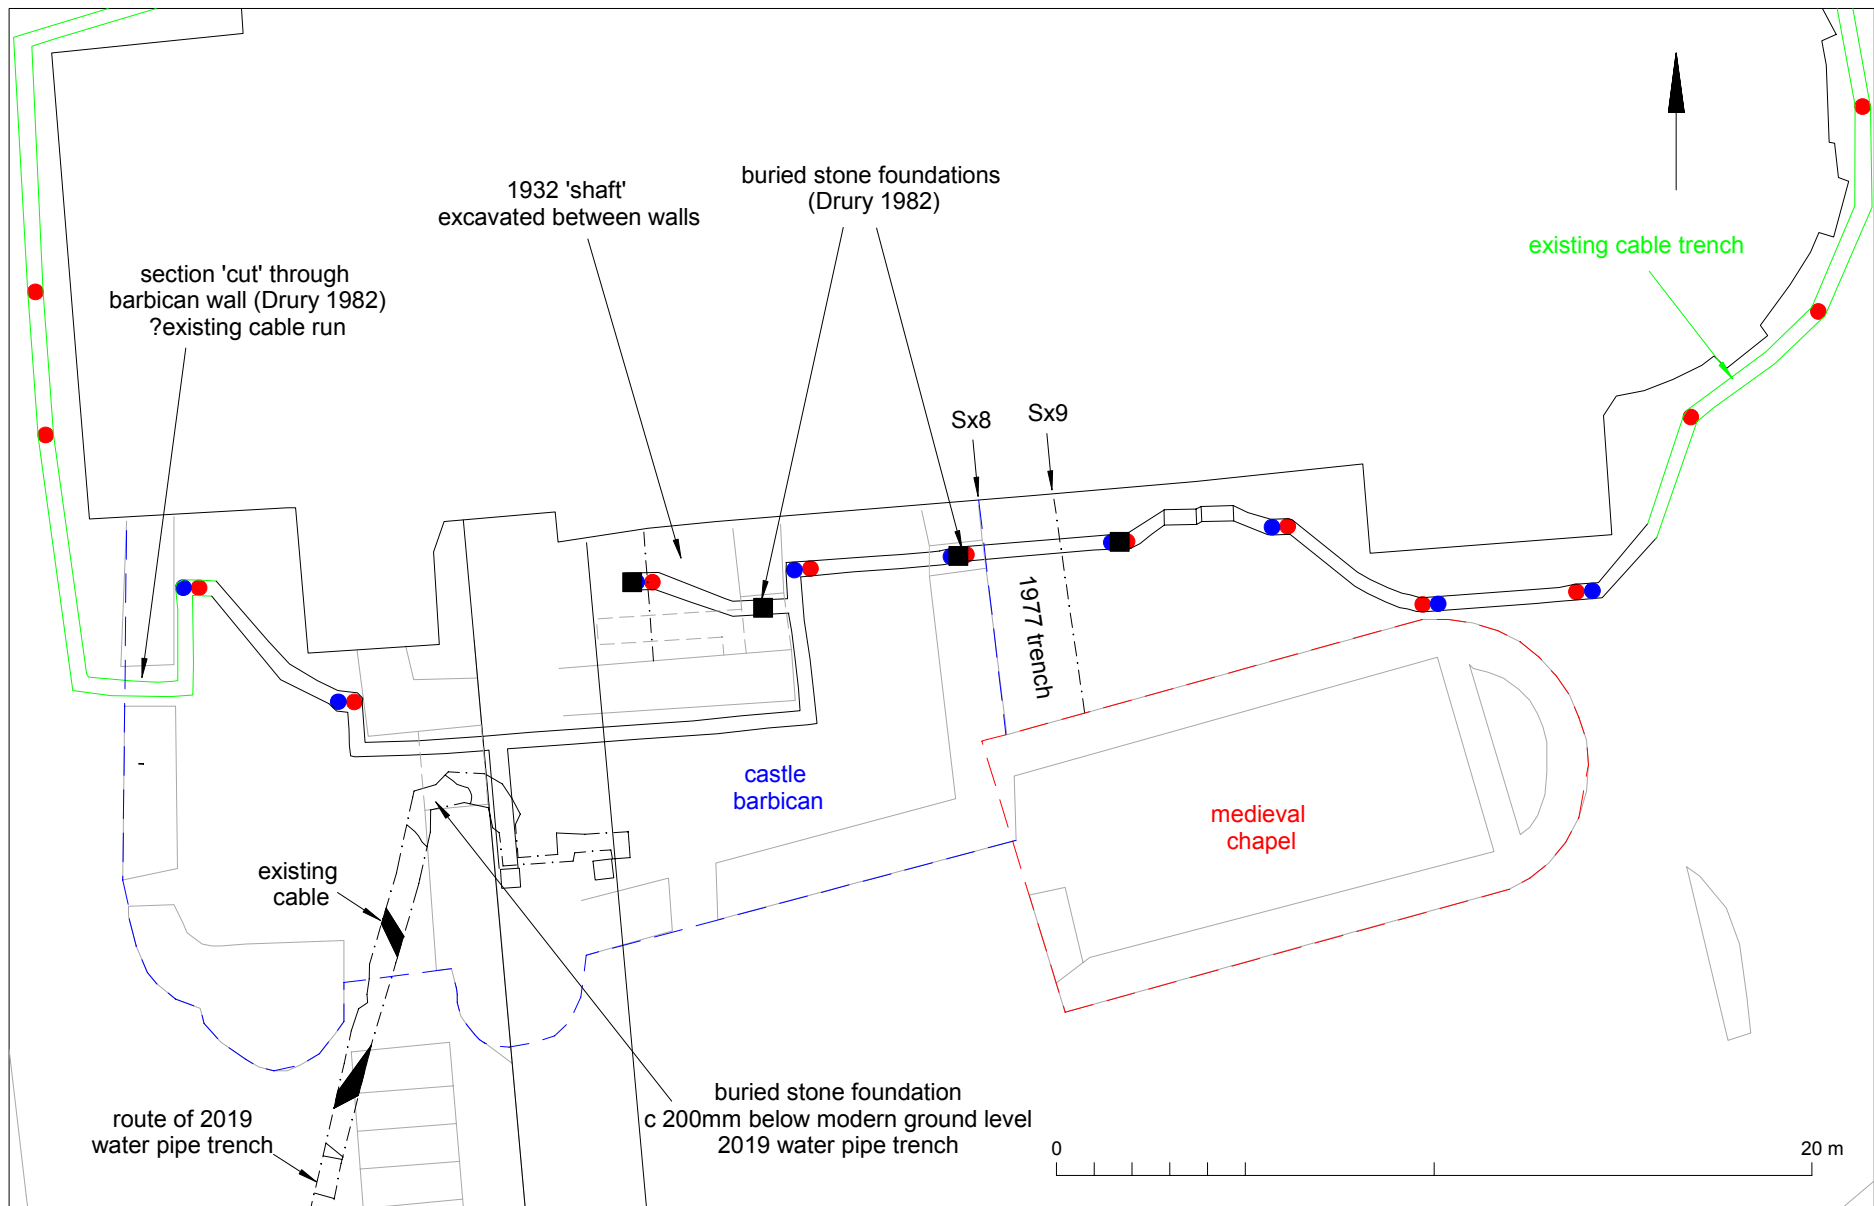 buried stone foundations
(Drury 1982)
1932 'shaft'
excavated between walls
existing cable trench
section 'cut' through
barbican wall (Drury 1982)
?existing cable run
Sx8
Sx9
1977 trench
castle
barbican
medieval
chapel
existing
cable
buried stone foundation
c 200mm below modern ground level
2019 water pipe trench
route of 2019
water pipe trench
0
20 m